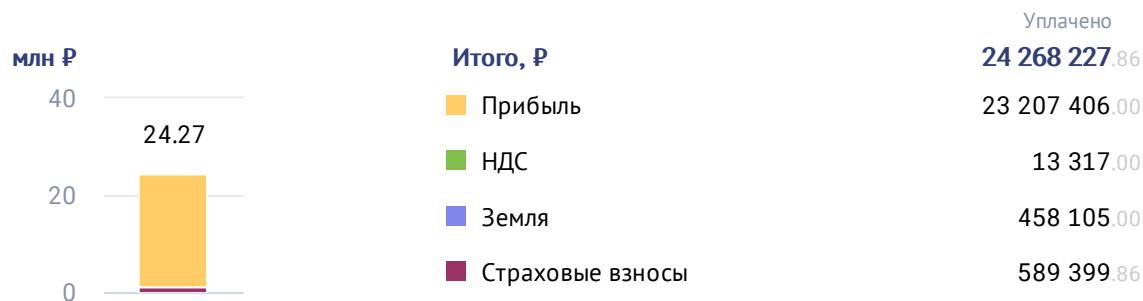 Уплачено
млн ₽
Итого, ₽ 24 268 227.86
40
Прибыль 23 207 406.00
24.27
НДС 13 317.00
20
Земля 458 105.00
Страховые взносы 589 399.86
0